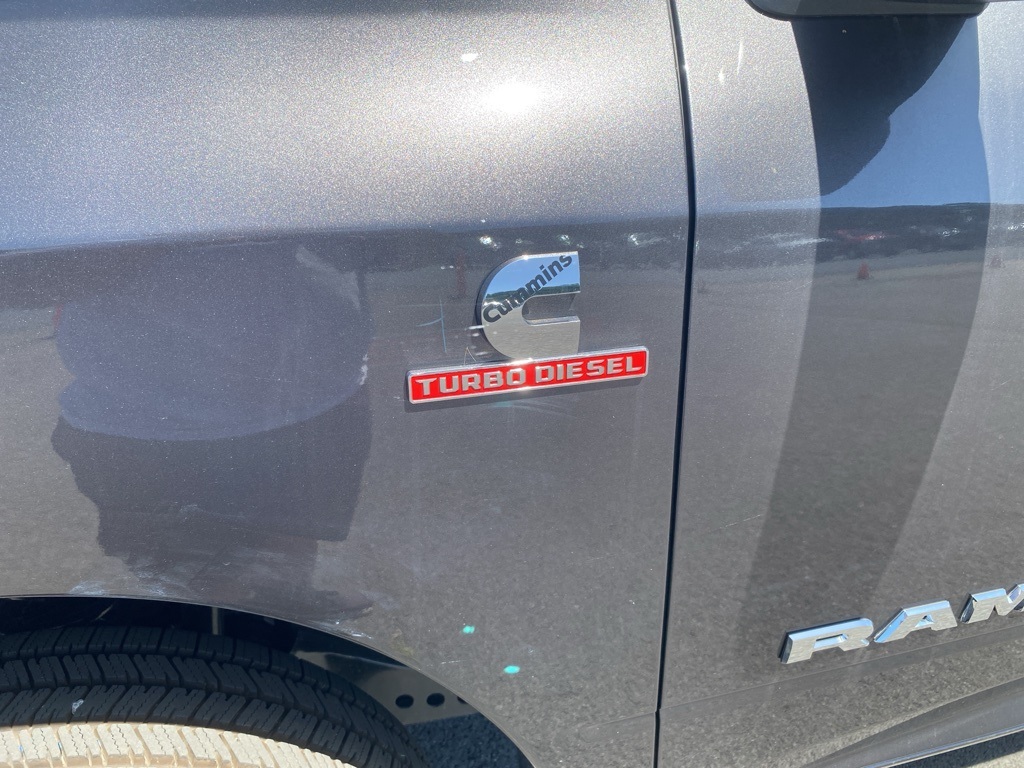 Cummins
TURBO DIESEL
RAM